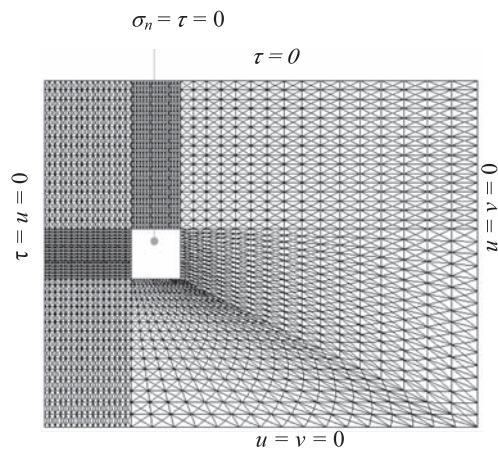 σₙ = τ = 0
τ = 0
τ = u = 0
u = v = 0
u = v = 0